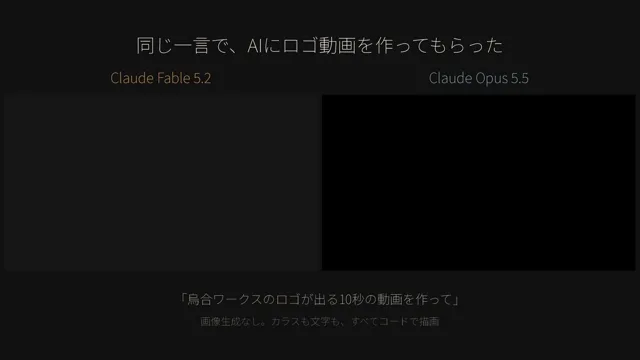 同じ一言で、AIにロゴ動画を作ってもらった
Claude Fable 5.2
Claude Opus 5.5
「烏合ワークスのロゴが出る10秒の動画を作って」
画像生成なし。カラスも文字も、すべてコードで描画